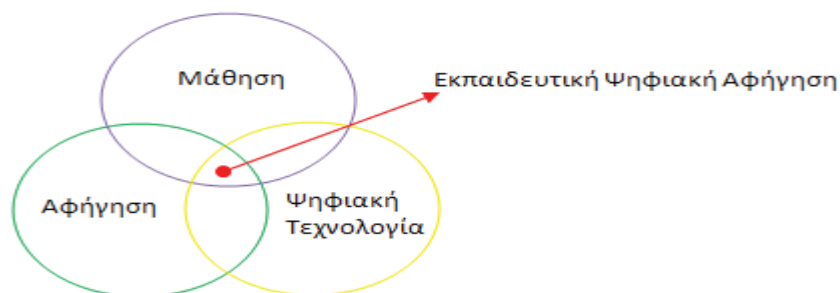 Μάθηση
Εκπαιδευτική Ψηφιακή Αφήγηση
Αφήγηση
Ψηφιακή
Τεχνολογία